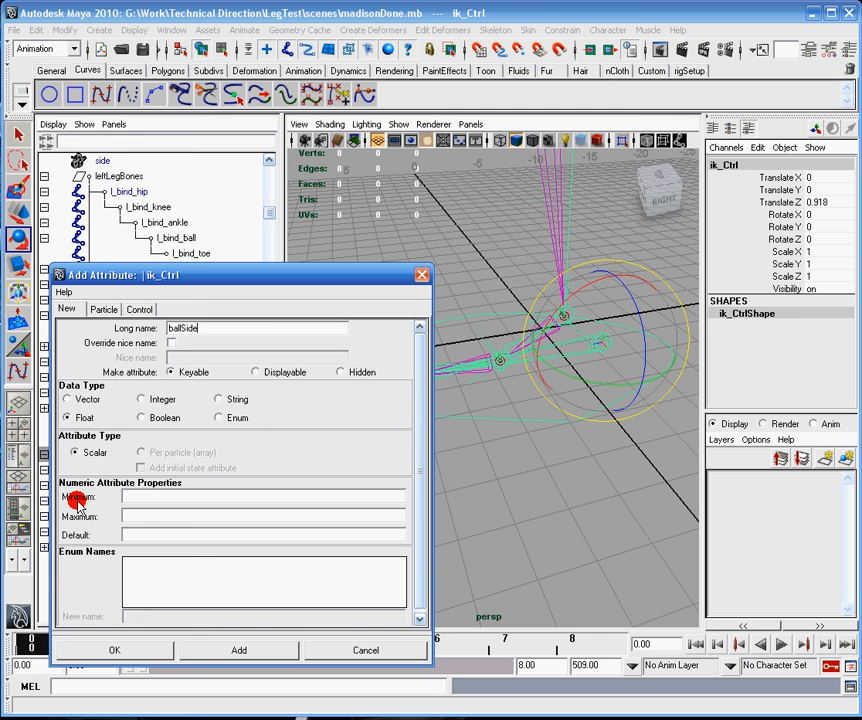 Autodesk Maya 2010: G:\Work\Technical Direction\LegTest\scenes\madisonDone.mb --- ik_Ctrl
File Edit Modify Create Display Window Assets Animate Geometry Cache Create Deformers Edit Deformers Skeleton Skin Constrain Character Muscle Help
Animation
General Curves Surfaces Polygons Subdivs Deformation Animation Dynamics Rendering PaintEffects Toon Fluids Fur Hair nCloth Custom rigSetup
Display Show Panels
View Shading Lighting Show Renderer Panels
Channels Edit Object Show
side
leftLegBones
l_bind_hip
l_bind_knee
l_bind_ankle
l_bind_ball
l_bind_toe
Verts: 0 0 0
Edges: 0 0 0
Faces: 0 0 0
Tris: 0 0 0
UVs: 0 0 0
-5
-10
-15
RIGHT
persp
ik_Ctrl
Translate X 0
Translate Y 0
Translate Z 0.918
Rotate X 0
Rotate Y 0
Rotate Z 0
Scale X 1
Scale Y 1
Scale Z 1
Visibility on
SHAPES
ik_CtrlShape
Display Render Anim
Layers Options Help
Add Attribute: |ik_Ctrl
Help
New Particle Control
Long name: ballSide
Override nice name:
Nice name:
Make attribute: Keyable Displayable Hidden
Data Type
Vector Integer String
Float Boolean Enum
Attribute Type
Scalar Per particle (array)
Add initial state attribute
Numeric Attribute Properties
Minimum:
Maximum:
Default:
Enum Names
New name:
OK Add Cancel
0 6 7 8 0.00
0
0.00 8.00 509.00 No Anim Layer No Character Set
MEL